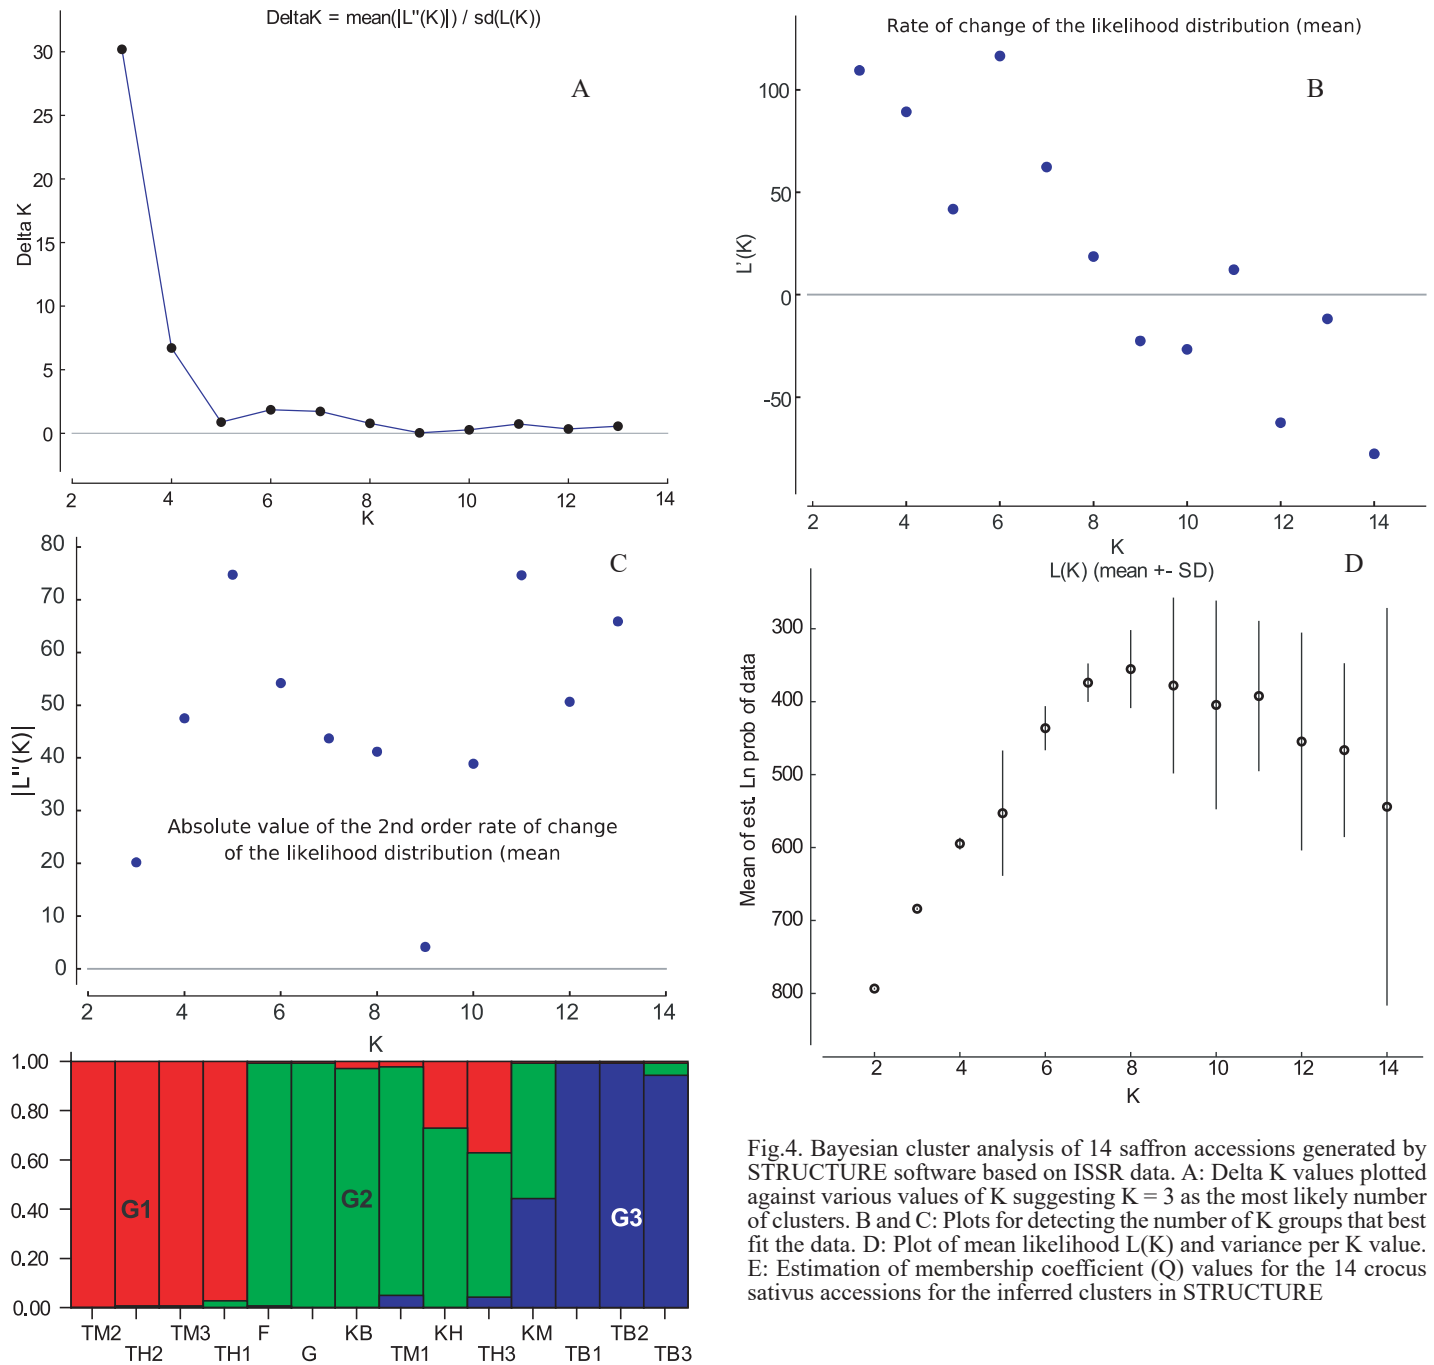 DeltaK = mean(|L"(K)|) / sd(L(K))
A
30
25
20
15
10
5
0
Delta K
2 4 6 8 10 12 14
K
Rate of change of the likelihood distribution (mean)
B
100
50
0
-50
L'(K)
2 4 6 8 10 12 14
K
80
70
60
50
40
30
20
10
0
|L"(K)|
C
Absolute value of the 2nd order rate of change
of the likelihood distribution (mean
2 4 6 8 10 12 14
K
L(K) (mean +- SD)
D
300
400
500
600
700
800
Mean of est. Ln prob of data
2 4 6 8 10 12 14
K
1.00
0.80
0.60
0.40
0.20
0.00
G1 G2 G3
TM2 TH2 TM3 TH1 F G KB TM1 KH TH3 KM TB1 TB2 TB3
Fig.4. Bayesian cluster analysis of 14 saffron accessions generated by
STRUCTURE software based on ISSR data. A: Delta K values plotted
against various values of K suggesting K = 3 as the most likely number
of clusters. B and C: Plots for detecting the number of K groups that best
fit the data. D: Plot of mean likelihood L(K) and variance per K value.
E: Estimation of membership coefficient (Q) values for the 14 crocus
sativus accessions for the inferred clusters in STRUCTURE